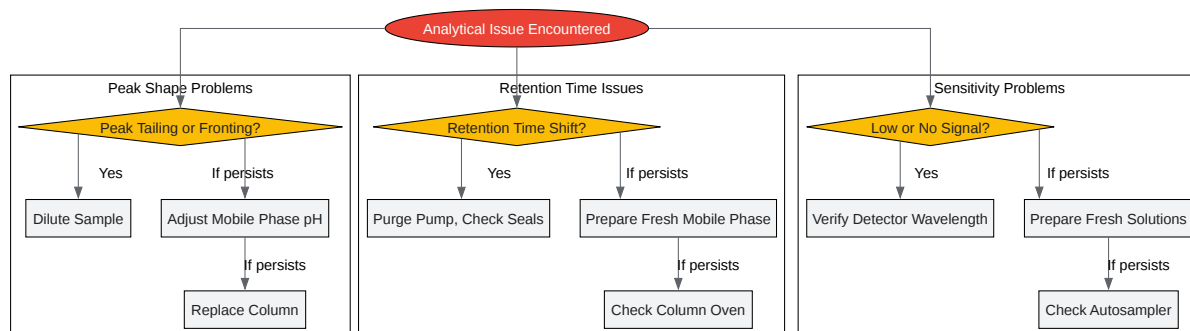 Analytical Issue Encountered
Peak Shape Problems
Retention Time Issues
Sensitivity Problems
Peak Tailing or Fronting?
Retention Time Shift?
Low or No Signal?
Yes
If persists
Yes
If persists
Yes
If persists
Dilute Sample
Adjust Mobile Phase pH
Purge Pump, Check Seals
Prepare Fresh Mobile Phase
Verify Detector Wavelength
Prepare Fresh Solutions
If persists
If persists
If persists
Replace Column
Check Column Oven
Check Autosampler